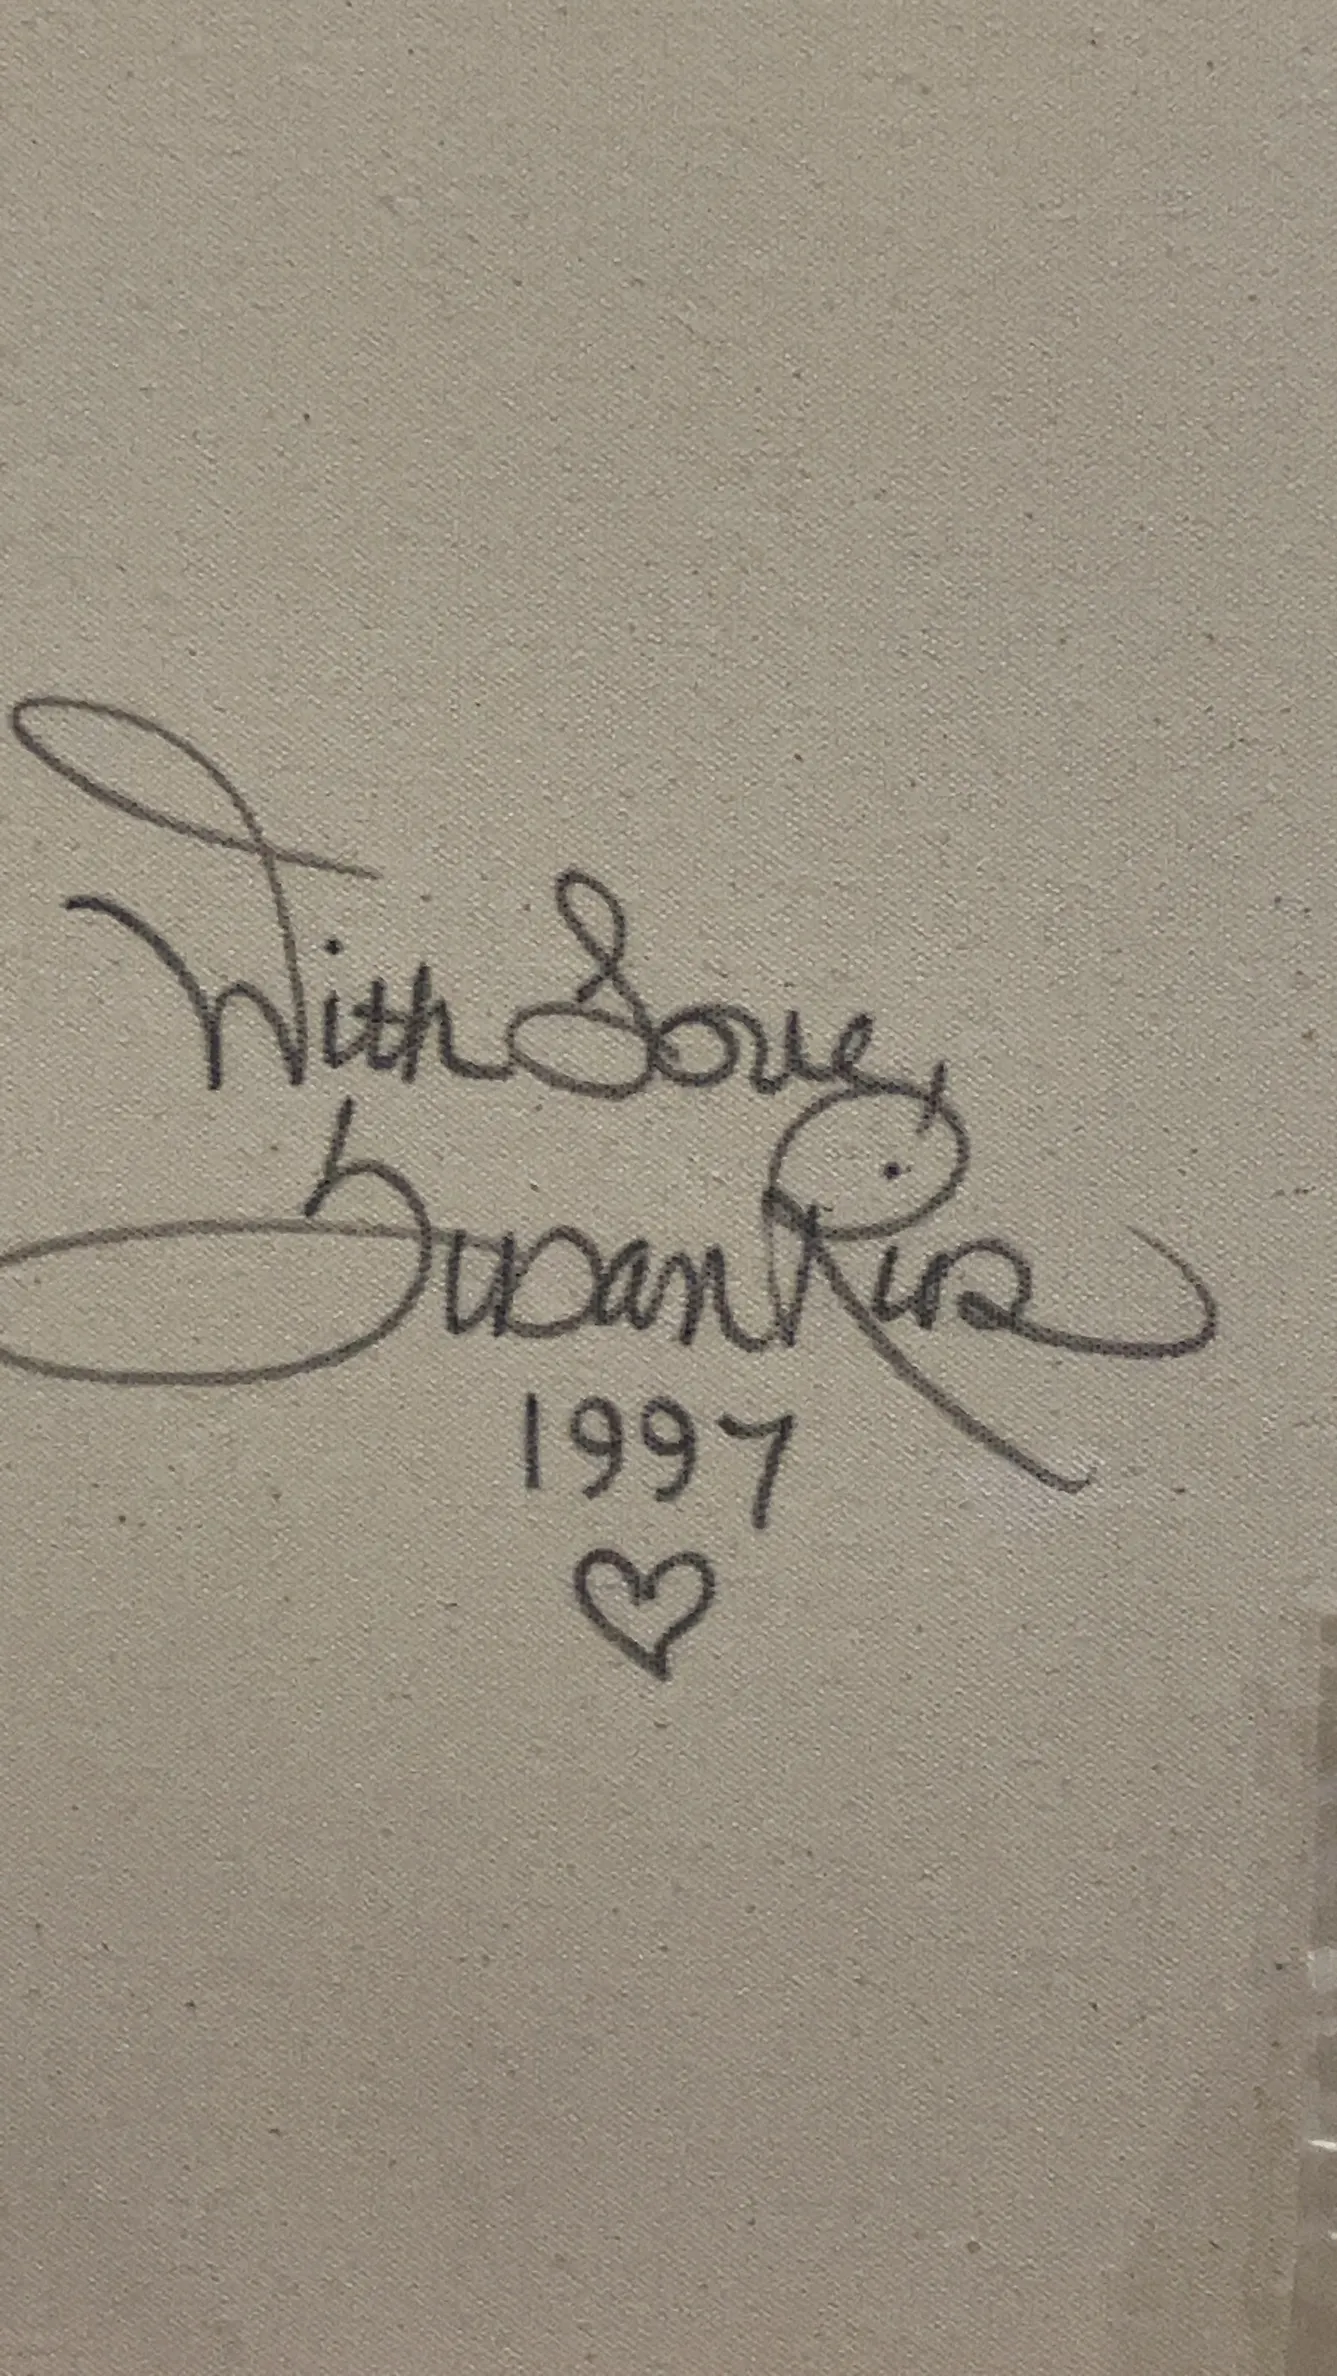 With Love,
Susan Rios
1997
♡